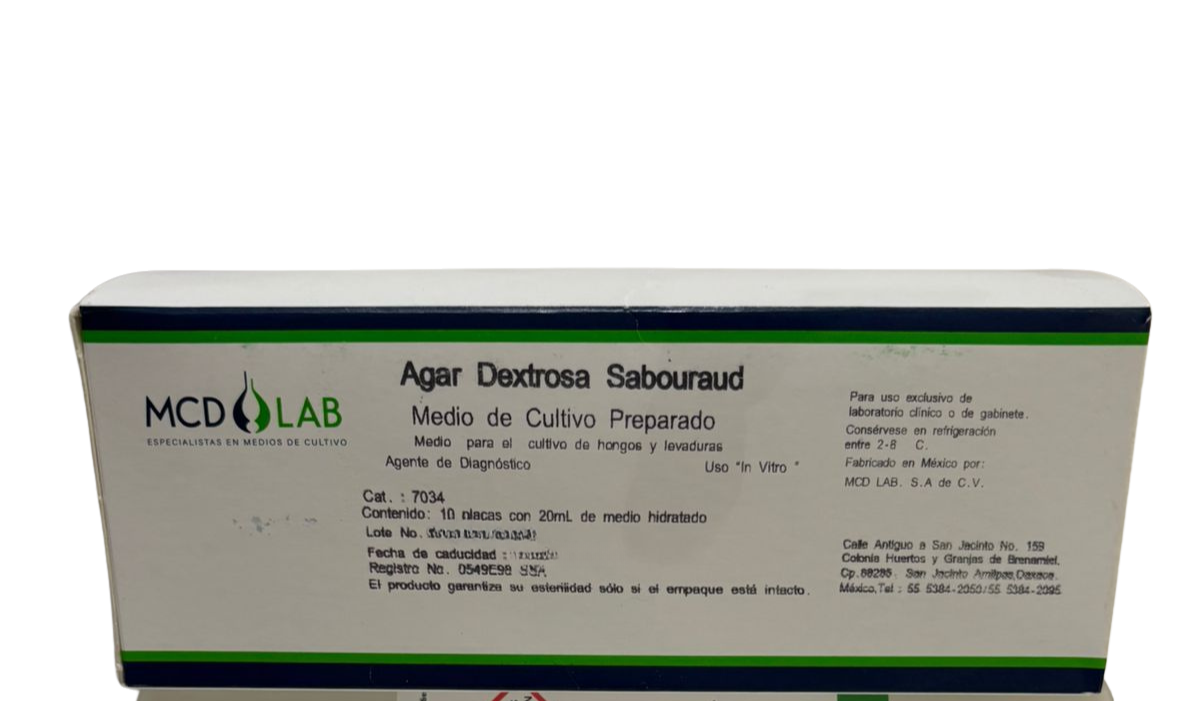 Agar Dextrosa Sabouraud
MCD LAB
ESPECIALISTAS EN MEDIOS DE CULTIVO
Medio de Cultivo Preparado
Medio para el cultivo de hongos y levaduras
Agente de Diagnóstico
Uso "In Vitro "
Cat. : 7034
Contenido: 10 placas con 20mL de medio hidratado
Lote No.
Fecha de caducidad :
Registro No. 0549E98 SSA
El producto garantiza su esterilidad sólo si el empaque está intacto.
Para uso exclusivo de
laboratorio clínico o de gabinete.
Consérvese en refrigeración
entre 2-8 C.
Fabricado en México por:
MCD LAB. S.A de C.V.
Calle Antiguo a San Jacinto No. 159
Colonia Huertos y Granjas de Brenamiel,
Cp.68285. San Jacinto Amilpas,Oaxaca.
México,Tel : 55 5384-2050/55 5384-2095